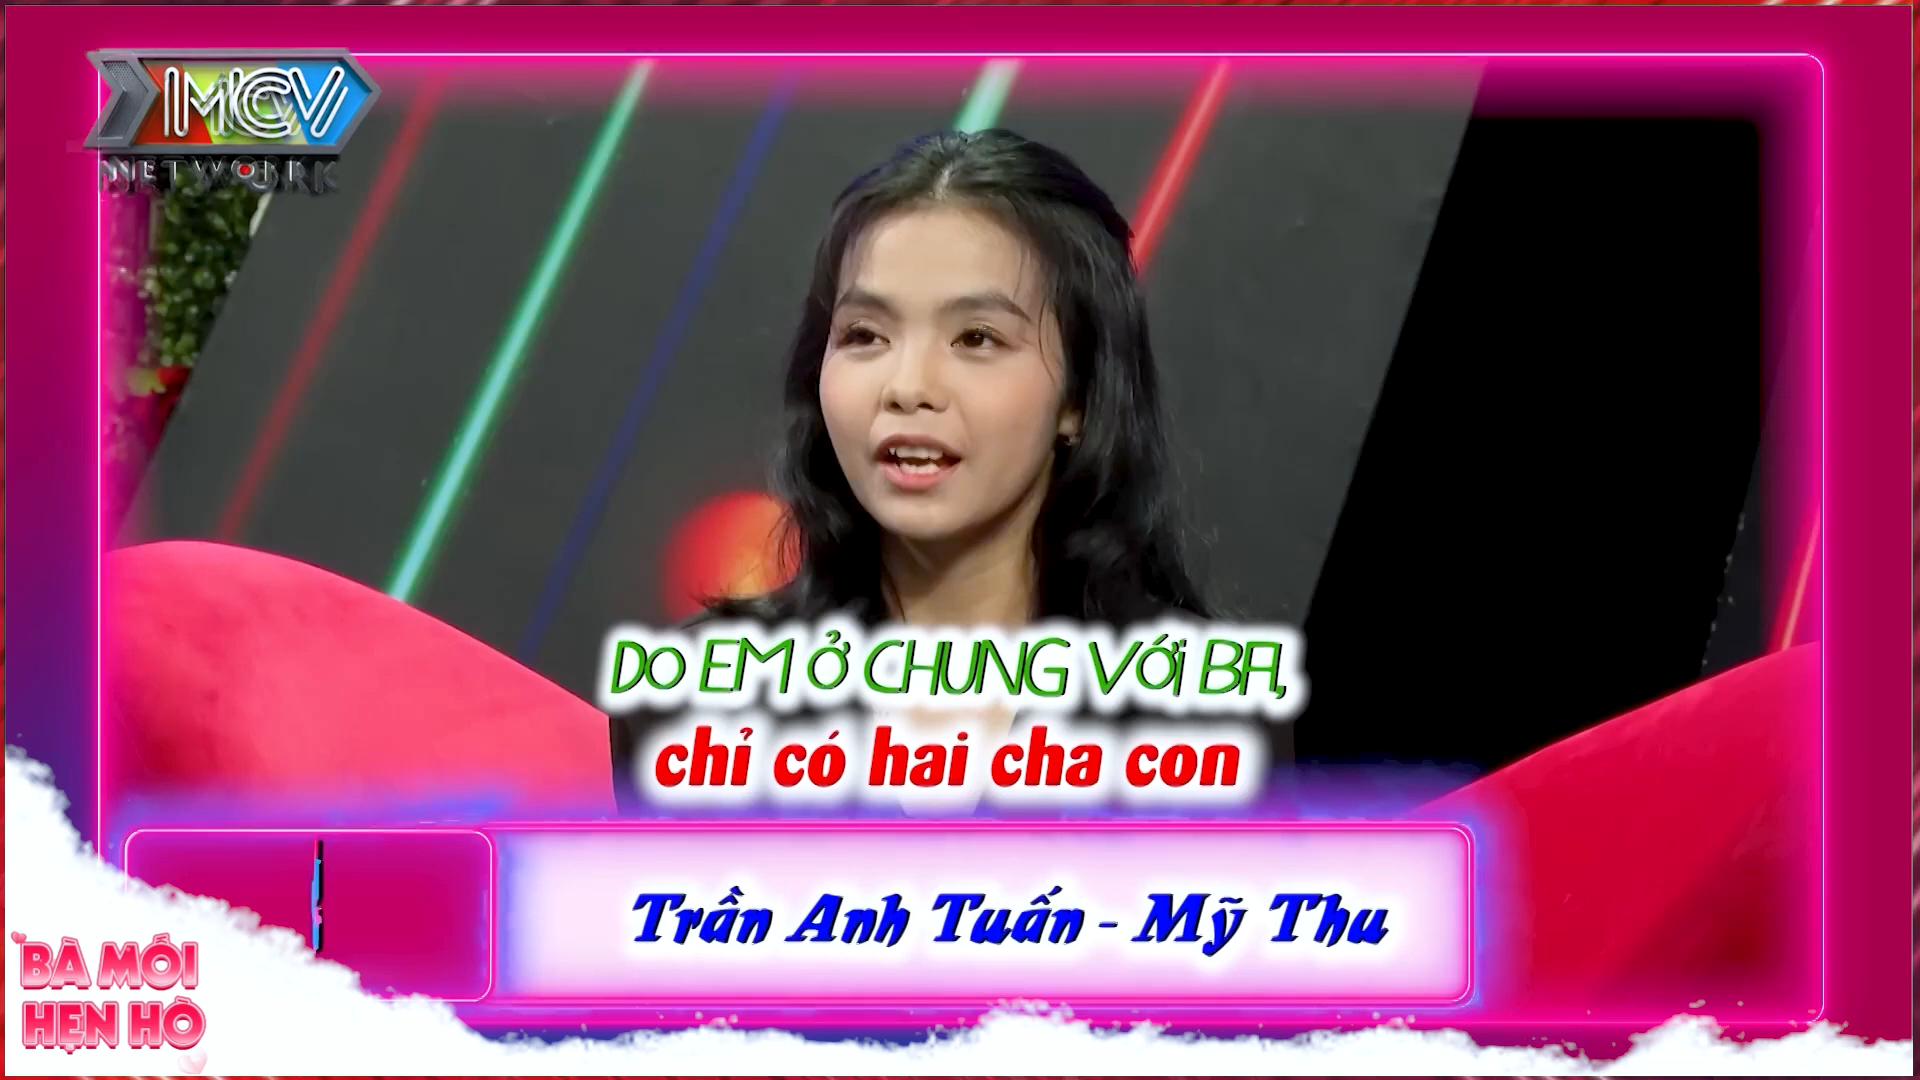 MCV
NETWORK
DO EM Ở CHUNG VỚI BA,
chỉ có hai cha con
Trần Anh Tuấn - Mỹ Thu
BÀ MỐI
HẸN HÒ